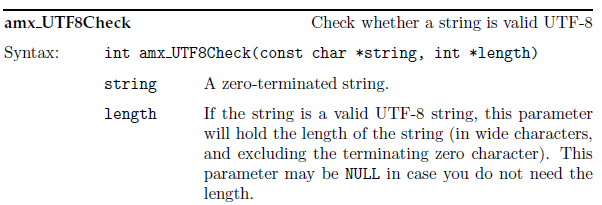 amx_UTF8Check Check whether a string is valid UTF-8
Syntax: int amx_UTF8Check(const char *string, int *length)
string A zero-terminated string.
length If the string is a valid UTF-8 string, this parameter
will hold the length of the string (in wide characters,
and excluding the terminating zero character). This
parameter may be NULL in case you do not need the
length.